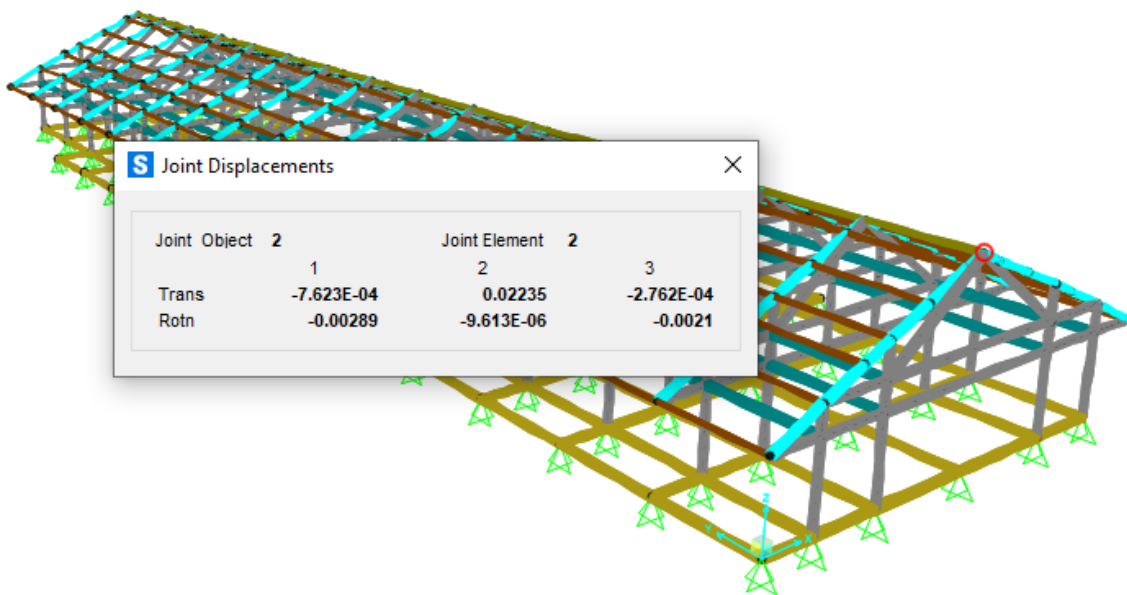 S Joint Displacements
Joint Object 2 Joint Element 2
1 2 3
Trans -7.623E-04 0.02235 -2.762E-04
Rotn -0.00289 -9.613E-06 -0.0021
Z
Y X